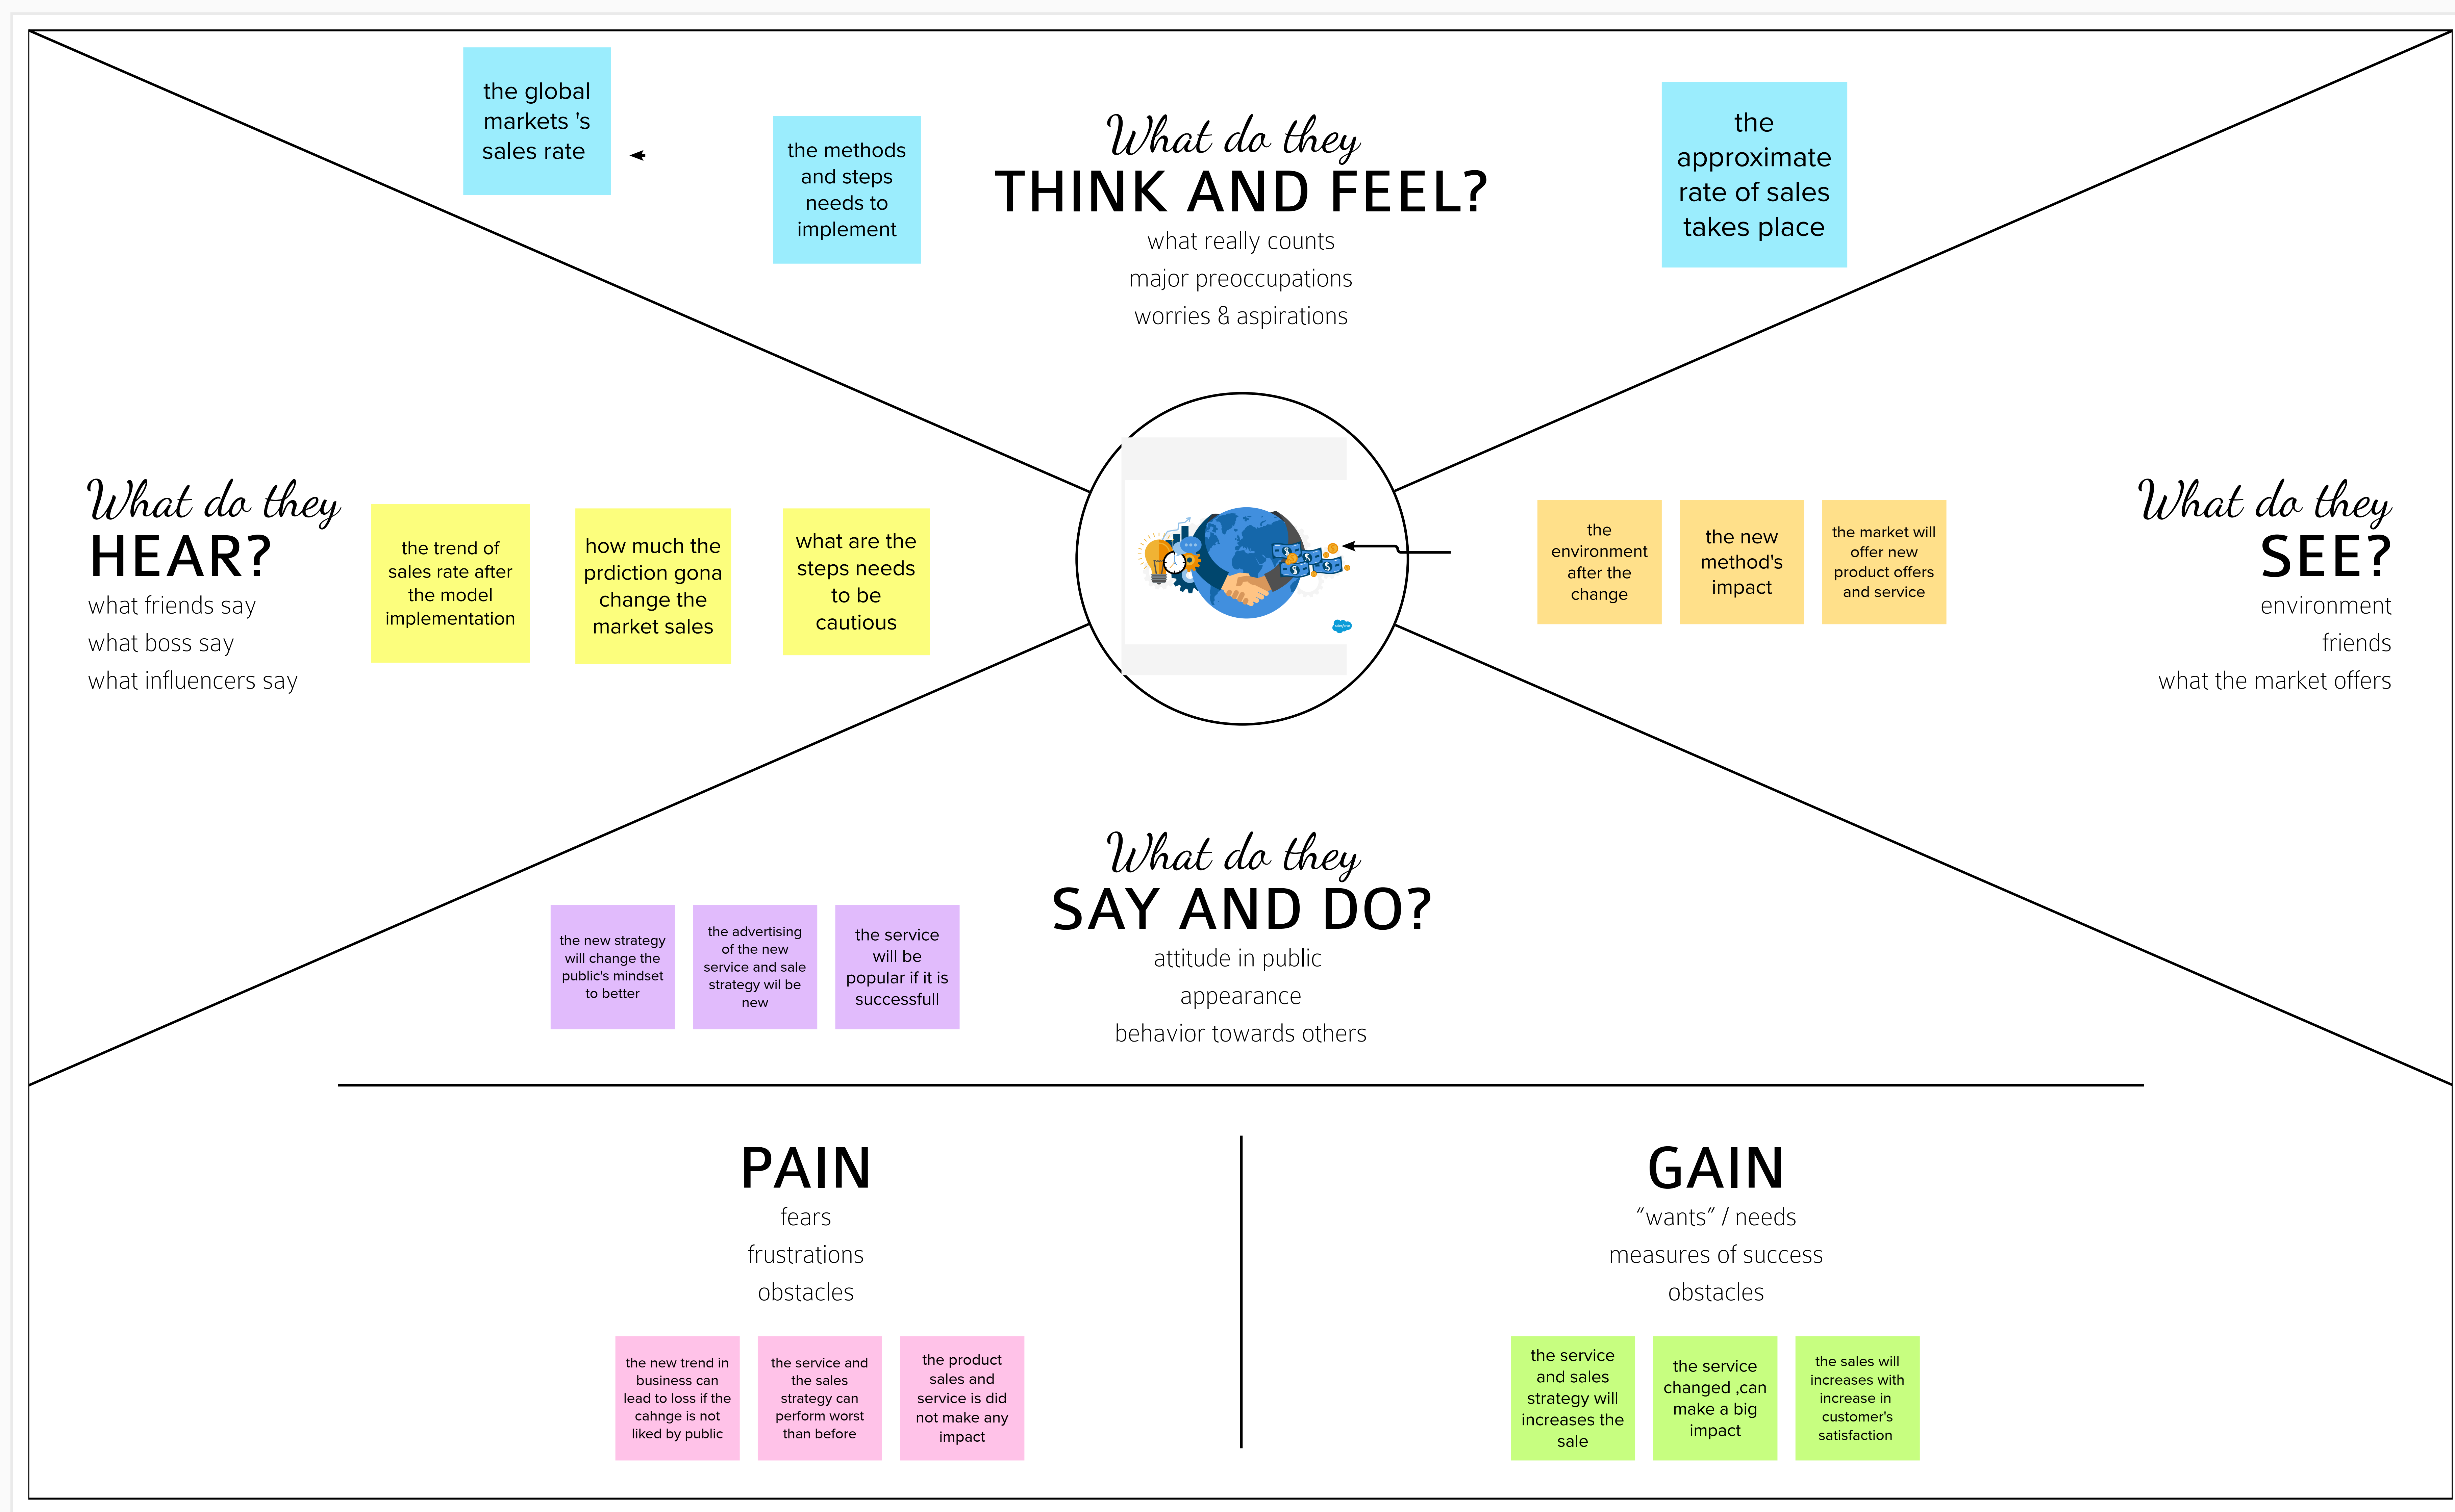 the global
markets 's
sales rate
the methods
and steps
needs to
implement
What do they
THINK AND FEEL?
what really counts
major preoccupations
worries & aspirations
the
approximate
rate of sales
takes place
What do they
HEAR?
what friends say
what boss say
what influencers say
the trend of
sales rate after
the model
implementation
how much the
prdiction gona
change the
market sales
what are the
steps needs
to be
cautious
salesforce
the
environment
after the
change
the new
method's
impact
the market will
offer new
product offers
and service
What do they
SEE?
environment
friends
what the market offers
What do they
SAY AND DO?
attitude in public
appearance
behavior towards others
the new strategy
will change the
public's mindset
to better
the advertising
of the new
service and sale
strategy wil be
new
the service
will be
popular if it is
successfull
PAIN
fears
frustrations
obstacles
the new trend in
business can
lead to loss if the
cahnge is not
liked by public
the service and
the sales
strategy can
perform worst
than before
the product
sales and
service is did
not make any
impact
GAIN
“wants” / needs
measures of success
obstacles
the service
and sales
strategy will
increases the
sale
the service
changed ,can
make a big
impact
the sales will
increases with
increase in
customer's
satisfaction